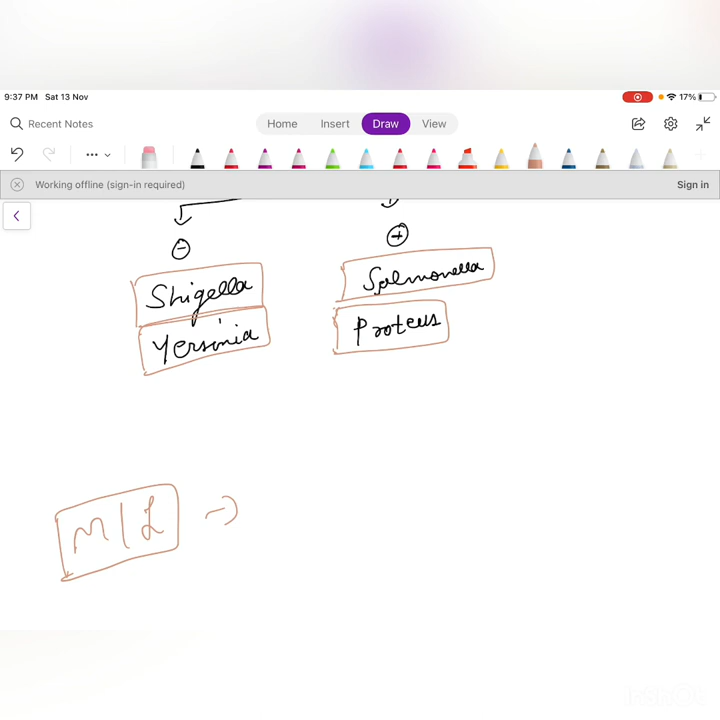 9:37 PM Sat 13 Nov 17%
Recent Notes Home Insert Draw View
Working offline (sign-in required) Sign in
- +
Shigella Salmonella
Yersinia Proteus
M|L →